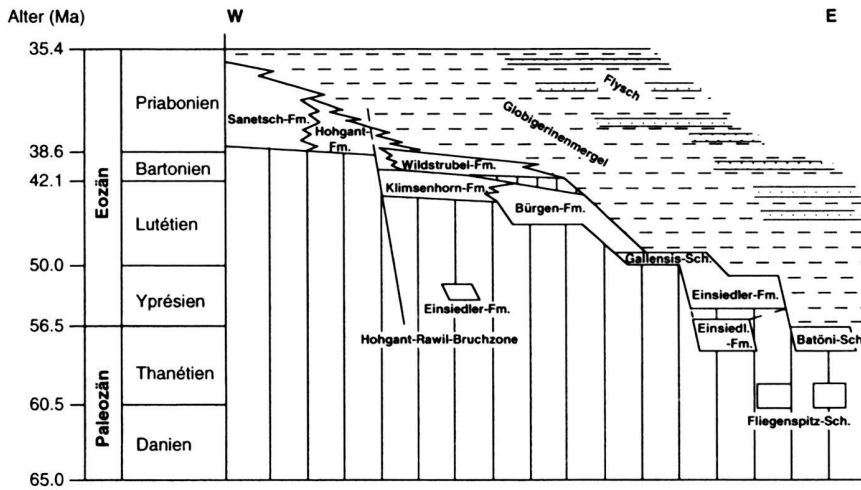 Alter (Ma)
W
E
35.4
38.6
42.1
50.0
56.5
60.5
65.0
Eozän
Paleozän
Priabonien
Bartonien
Lutétien
Yprésien
Thanétien
Danien
Flysch
Globigerinenmergel
Sanetsch-Fm.
Hohgant-
Fm.
Wildstrubel-Fm.
Klimsenhorn-Fm.
Bürgen-Fm.
Gallensis-Sch.
Einsiedler-Fm.
Einsiedler-Fm.
Hohgant-Rawil-Bruchzone
Einsiedl.
-Fm.
Batöni-Sch.
Fliegenspitz-Sch.